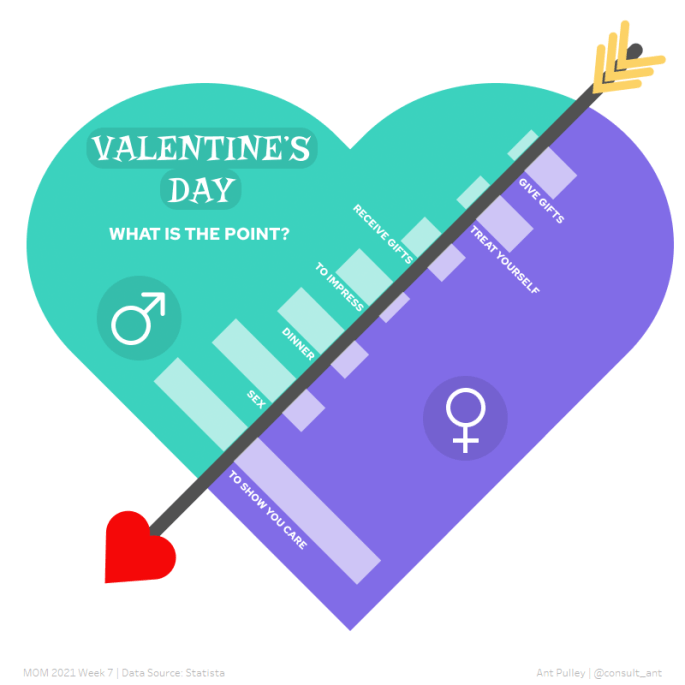 VALENTINE'S
DAY
WHAT IS THE POINT?
GIVE GIFTS
TREAT YOURSELF
RECEIVE GIFTS
TO IMPRESS
DINNER
SEX
TO SHOW YOU CARE
MOM 2021 Week 7 | Data Source: Statista
Ant Pulley | @consult_ant